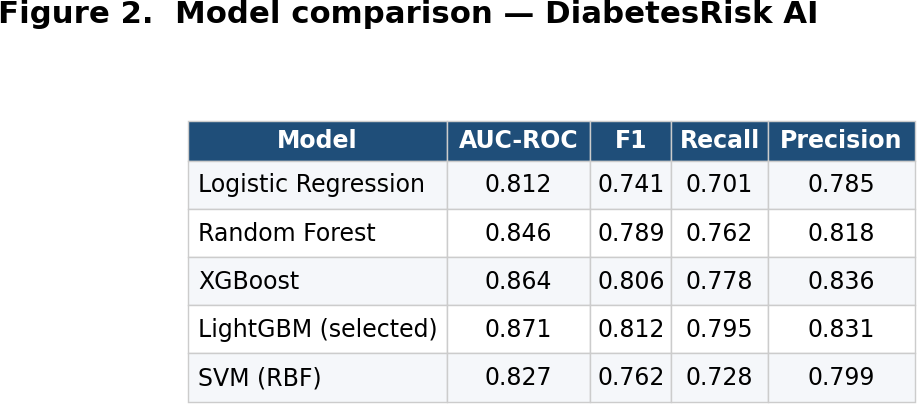 Figure 2.  Model comparison — DiabetesRisk AI
Model AUC-ROC F1 Recall Precision
Logistic Regression 0.812 0.741 0.701 0.785
Random Forest 0.846 0.789 0.762 0.818
XGBoost 0.864 0.806 0.778 0.836
LightGBM (selected) 0.871 0.812 0.795 0.831
SVM (RBF) 0.827 0.762 0.728 0.799